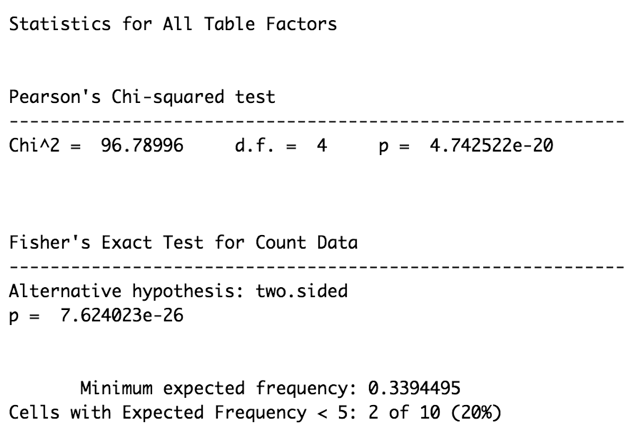 Statistics for All Table Factors
Pearson's Chi-squared test
------------------------------------------------------------
Chi^2 =  96.78996     d.f. =  4     p =  4.742522e-20
Fisher's Exact Test for Count Data
------------------------------------------------------------
Alternative hypothesis: two.sided
p =  7.624023e-26
Minimum expected frequency: 0.3394495
Cells with Expected Frequency < 5: 2 of 10 (20%)